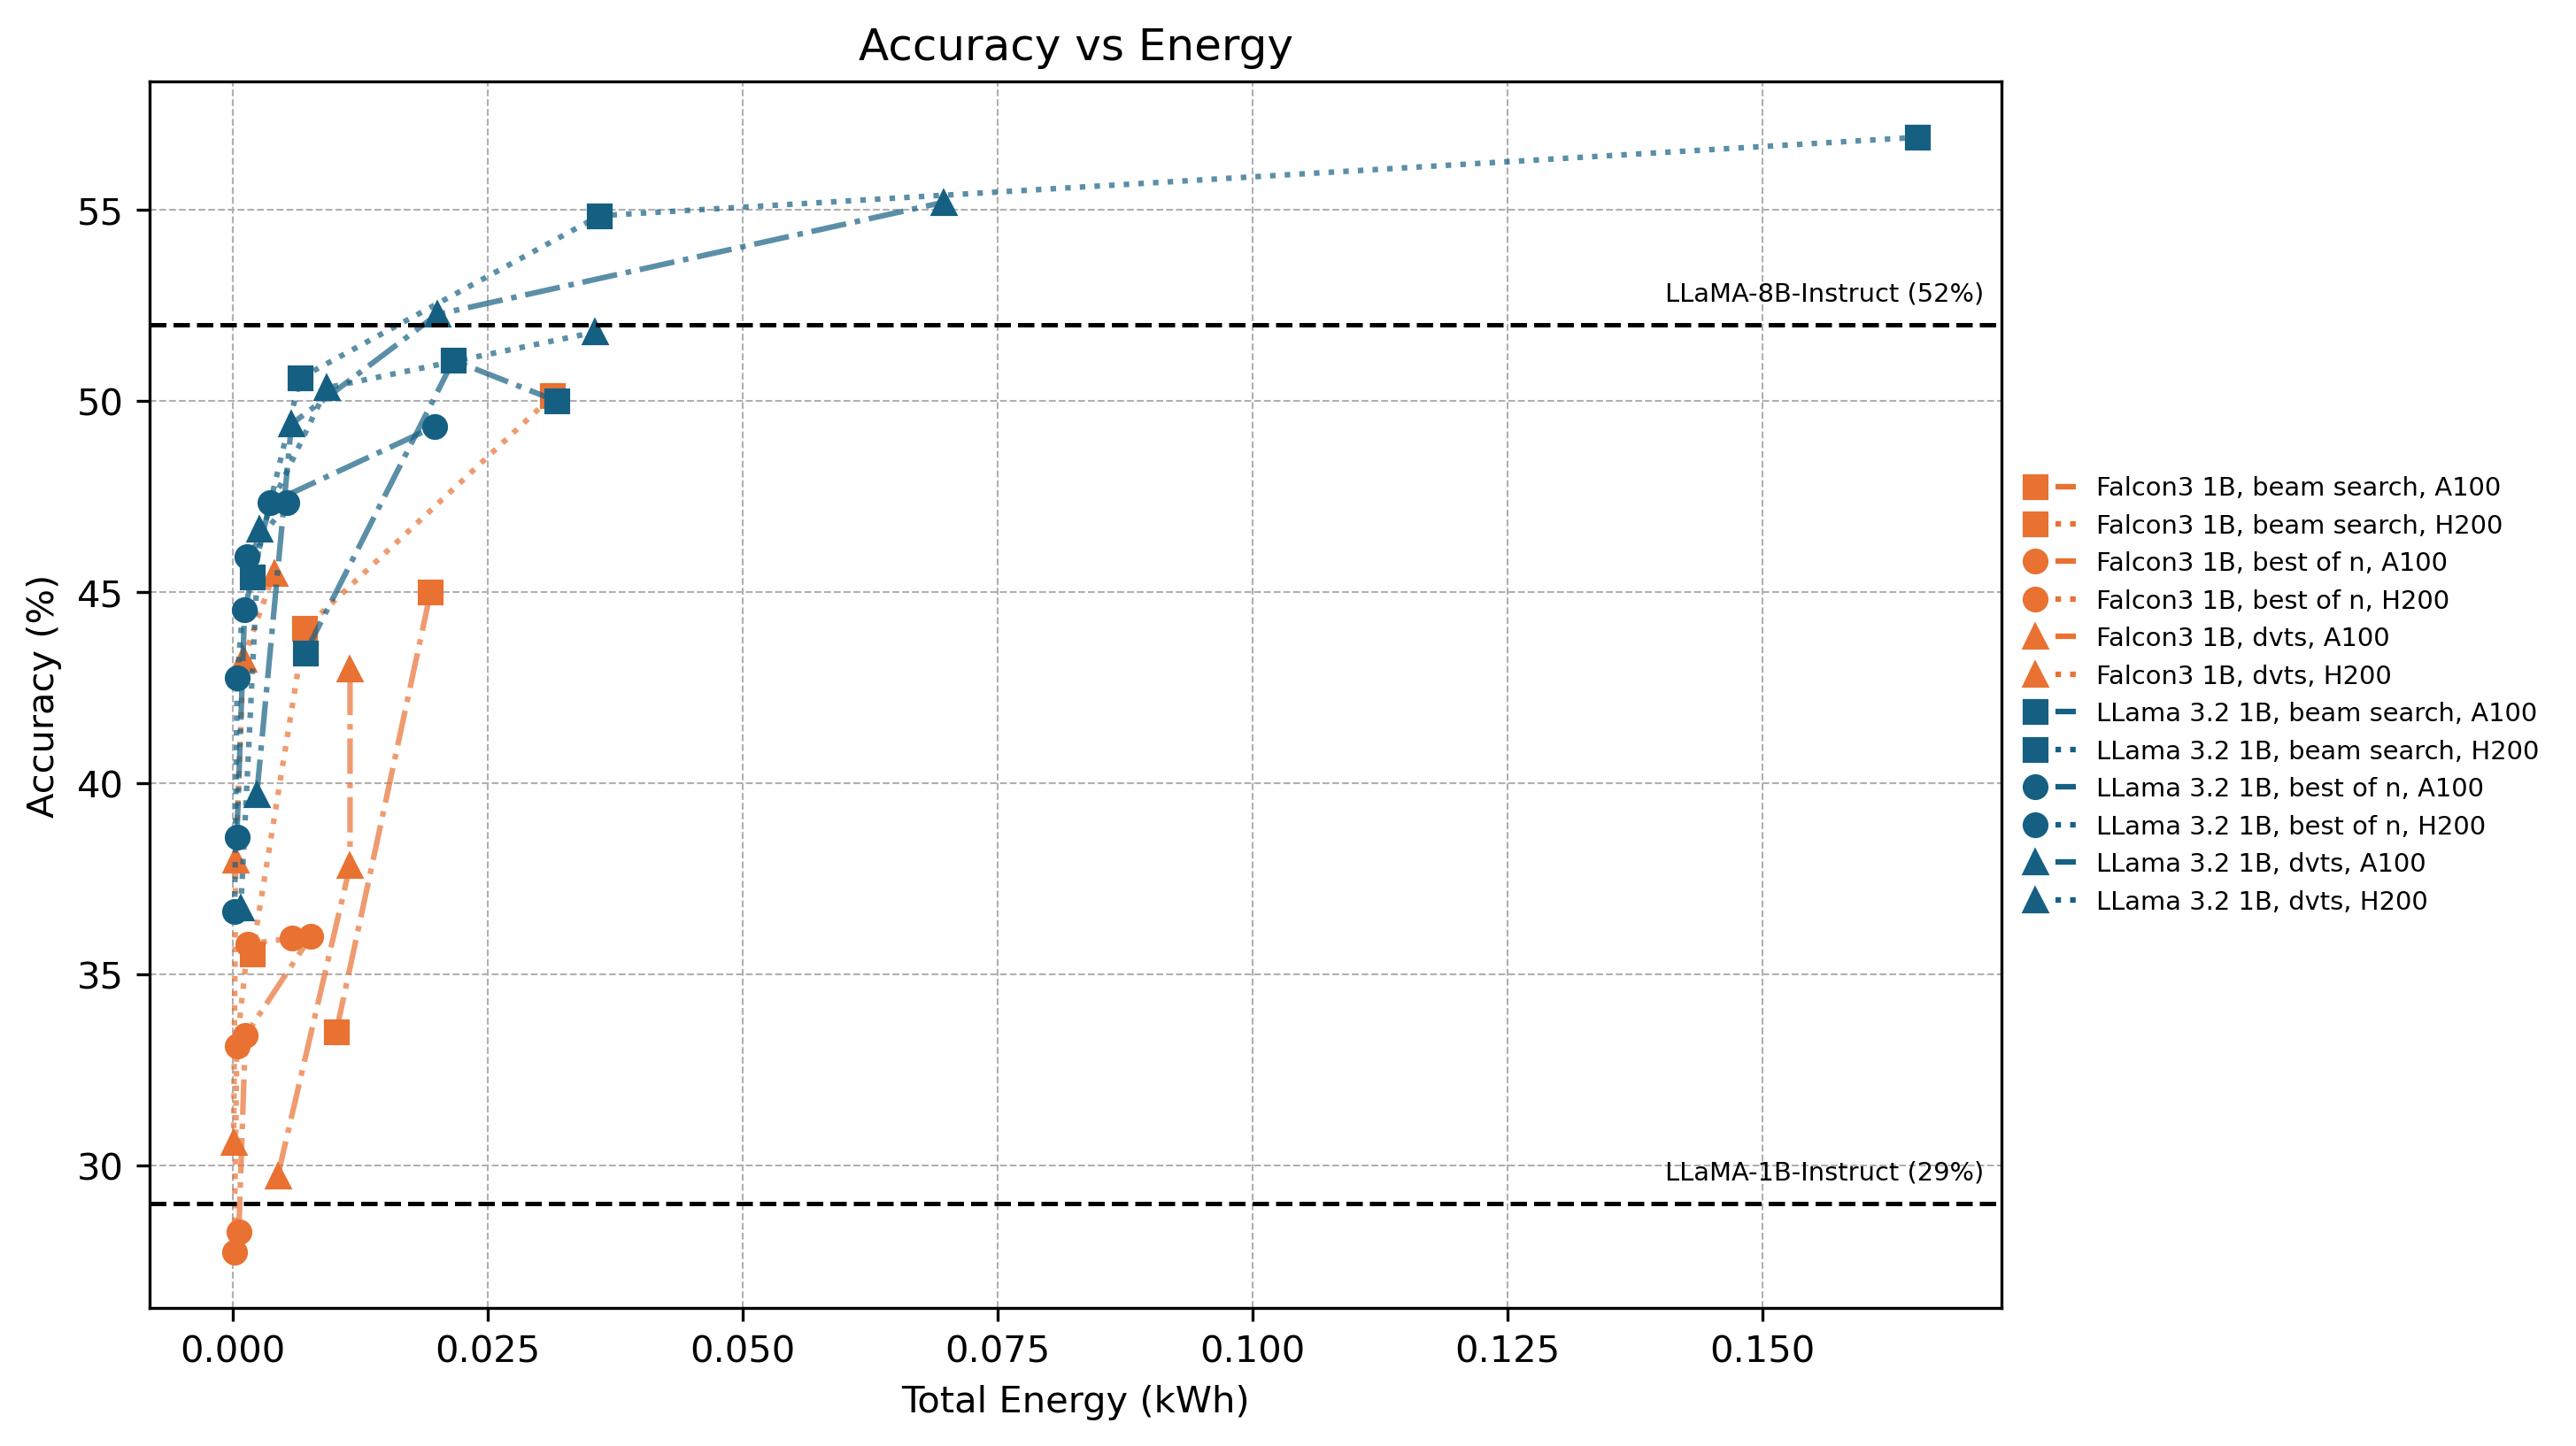 Accuracy vs Energy
Accuracy (%)
55
50
45
40
35
30
LLaMA-8B-Instruct (52%)
LLaMA-1B-Instruct (29%)
0.000 0.025 0.050 0.075 0.100 0.125 0.150
Total Energy (kWh)
Falcon3 1B, beam search, A100
Falcon3 1B, beam search, H200
Falcon3 1B, best of n, A100
Falcon3 1B, best of n, H200
Falcon3 1B, dvts, A100
Falcon3 1B, dvts, H200
LLama 3.2 1B, beam search, A100
LLama 3.2 1B, beam search, H200
LLama 3.2 1B, best of n, A100
LLama 3.2 1B, best of n, H200
LLama 3.2 1B, dvts, A100
LLama 3.2 1B, dvts, H200